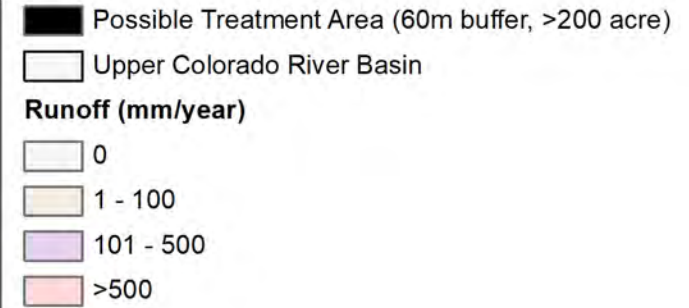 Possible Treatment Area (60m buffer, >200 acre)
Upper Colorado River Basin
Runoff (mm/year)
0
1 - 100
101 - 500
>500